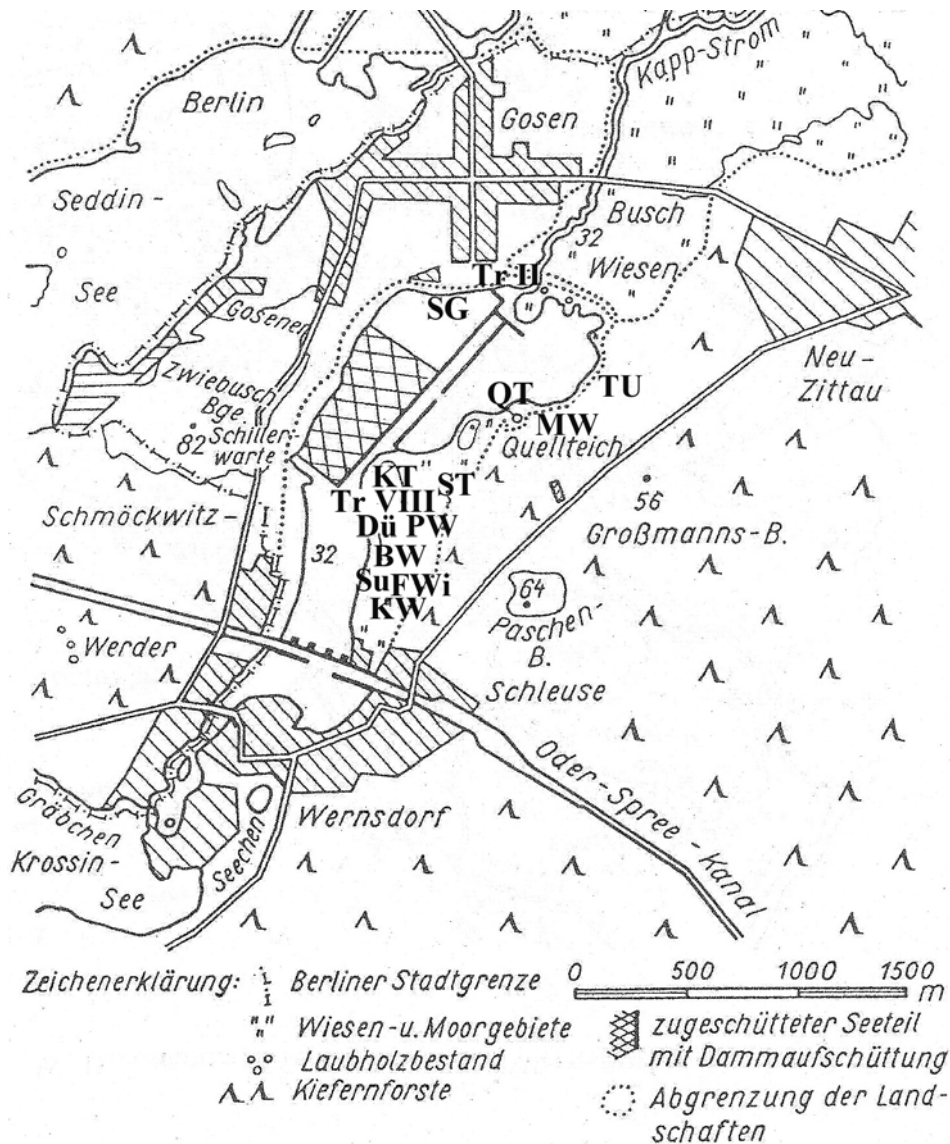 Kapp-Strom
Berlin
Gosen
Seddin-
See
Busch
32
Wiesen
Tr II
SG
Gosener
Zwiebusch
Bge.
82 Schiller
warte
Neu-
Zittau
TU
QT
MW
Quellteich
KT
ST
Tr VIII
Dü PW
BW
SuFWi
KW
32
56
Großmanns-B.
Schmöckwitz-
Werder
64
Paschen-
B.
Schleuse
Oder-Spree-Kanal
Wernsdorf
Gräbchen
Krossin-
See
Seechen
Zeichenerklärung:
Berliner Stadtgrenze
Wiesen-u. Moorgebiete
Laubholzbestand
Kiefernforste
0 500 1000 1500
m
zugeschütteter Seeteil
mit Dammaufschüttung
Abgrenzung der Land-
schaften